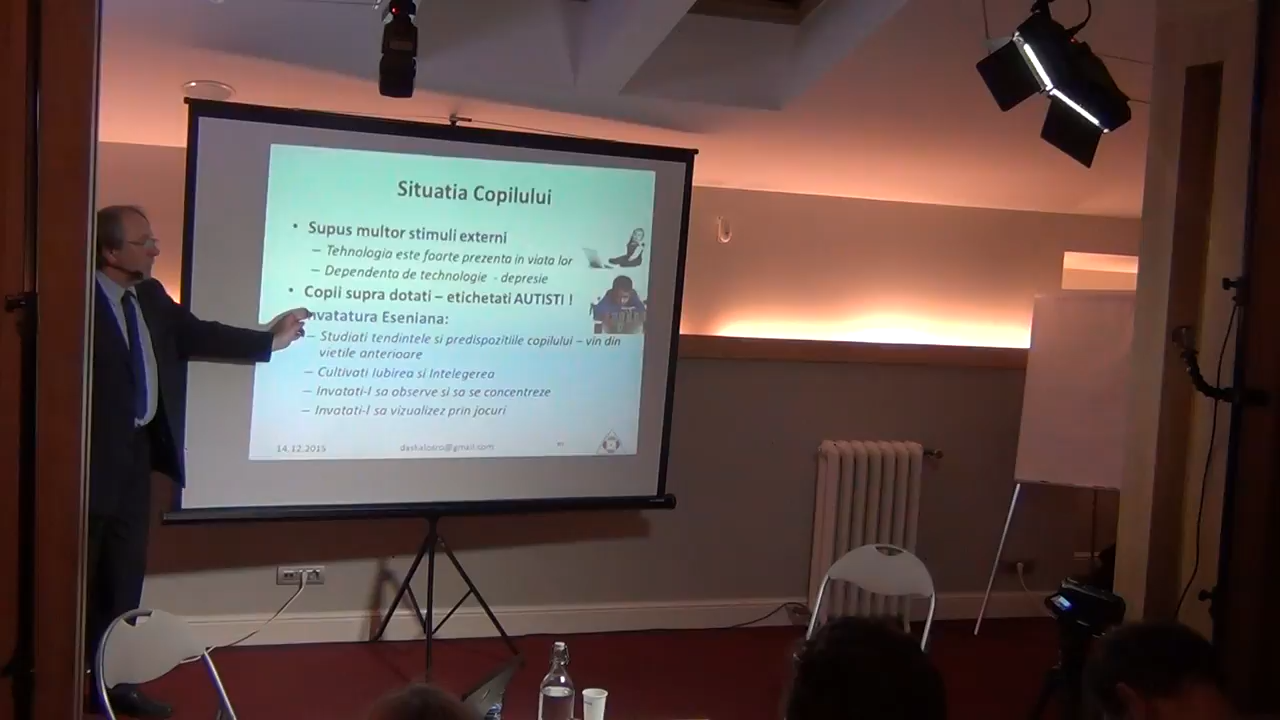 Situatia Copilului
• Supus multor stimuli externi
– Tehnologia este foarte prezenta in viata lor
– Dependenta de technologie - depresie
• Copii supra dotati – etichetati AUTISTI !
nvatatura Eseniana:
– Studiati tendintele si predispozitiile copilului – vin din
vietile anterioare
– Cultivati Iubirea si Intelegerea
– Invatati-l sa observe si sa se concentreze
– Invatati-l sa vizualizez prin jocuri
14.12.2015
daskalosro@gmail.com